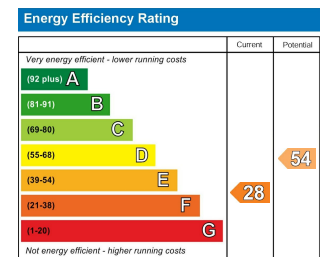 Energy Efficiency Rating
Current Potential
Very energy efficient - lower running costs
(92 plus) A
(81-91) B
(69-80) C
(55-68) D
(39-54) E
(21-38) F
(1-20) G
28
54
Not energy efficient - higher running costs